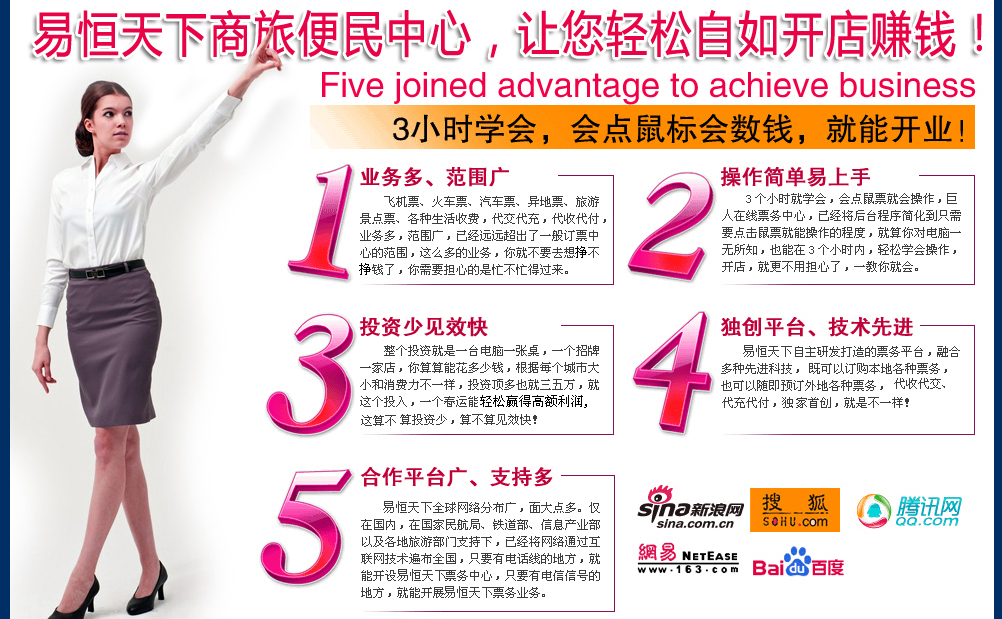 易恒天下商旅便民中心，让您轻松自如开店赚钱！
Five joined advantage to achieve business
3小时学会，会点鼠标会数钱，就能开业！
1
业务多、范围广
飞机票、火车票、汽车票、异地票、旅游
景点票、各种生活收费，代交代充，代收代付，
业务多，范围广，已经远远超出了一般订票中
心的范围，这么多的业务，你就不要去想挣不
挣钱了，你需要担心的是忙不忙得过来。
2
操作简单易上手
3个小时就学会，会点鼠票就会操作，巨
人在线票务中心，已经将后台程序简化到只需
要点击鼠票就能操作的程度，就算你对电脑一
无所知，也能在3个小时内，轻松学会操作，
开店，就更不用担心了，一教你就会。
3
投资少见效快
整个投资就是一台电脑一张桌，一个招牌
一家店，你算算能花多少钱，根据每个城市大
小和消费力不一样，投资顶多也就三五万，就
这个投入，一个春运能轻松赢得高额利润，
这算不 算投资少，算不算见效快！
4
独创平台、技术先进
易恒天下自主研发打造的票务平台，融合
多种先进科技， 既可以订购本地各种票务，
也可以随即预订外地各种票务， 代收代交、
代充代付，独家首创，就是不一样！
5
合作平台广、支持多
易恒天下全球网络分布广，面大点多。仅
在国内，在国家民航局、铁道部、信息产业部
以及各地旅游部门支持下，已经将网络通过互
联网技术遍布全国，只要有电话线的地方，就
能开设易恒天下票务中心，只要有电信信号的
地方，就能开展易恒天下票务业务。
sina新浪网
sina.com.cn
搜狐
SOHU.com
腾讯网
QQ.com
網易 NETEASE
www.163.com
Bai du 百度